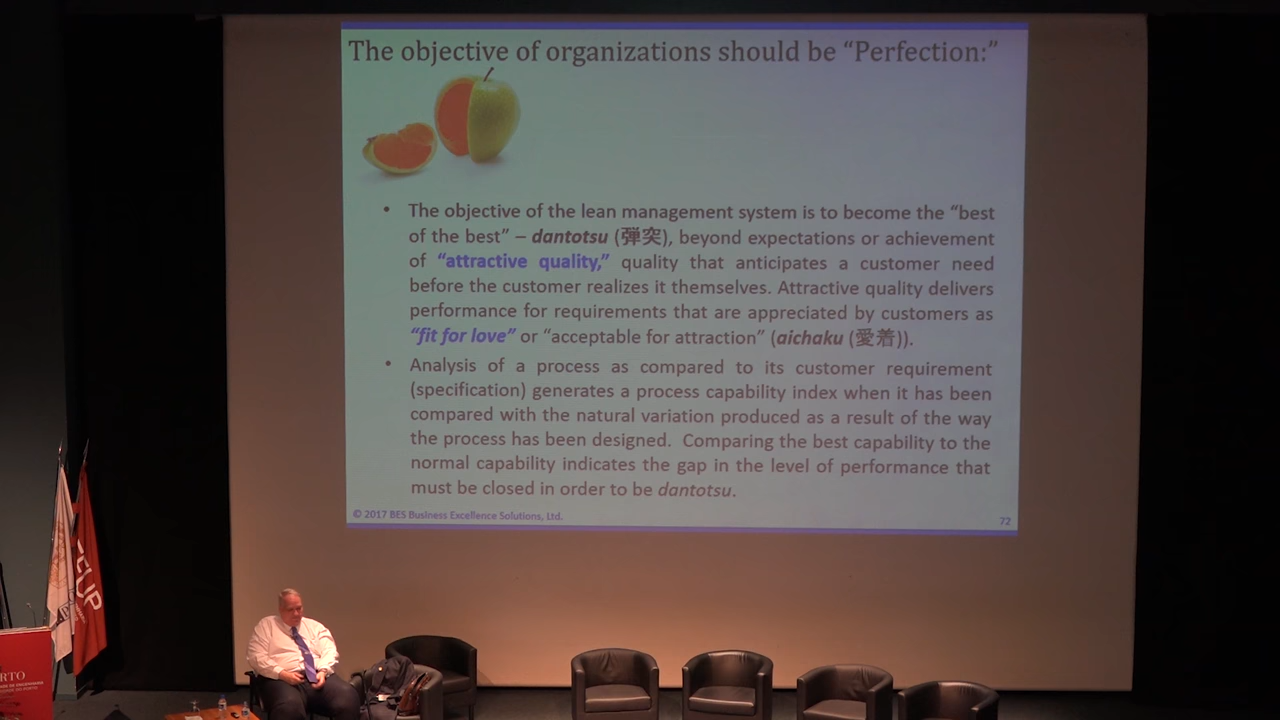 The objective of organizations should be “Perfection:”
• The objective of the lean management system is to become the “best
of the best” – dantotsu (弾突), beyond expectations or achievement
of “attractive quality,” quality that anticipates a customer need
before the customer realizes it themselves. Attractive quality delivers
performance for requirements that are appreciated by customers as
“fit for love” or “acceptable for attraction” (aichaku (愛着)).
• Analysis of a process as compared to its customer requirement
(specification) generates a process capability index when it has been
compared with the natural variation produced as a result of the way
the process has been designed. Comparing the best capability to the
normal capability indicates the gap in the level of performance that
must be closed in order to be dantotsu.
© 2017 BES Business Excellence Solutions, Ltd.
72